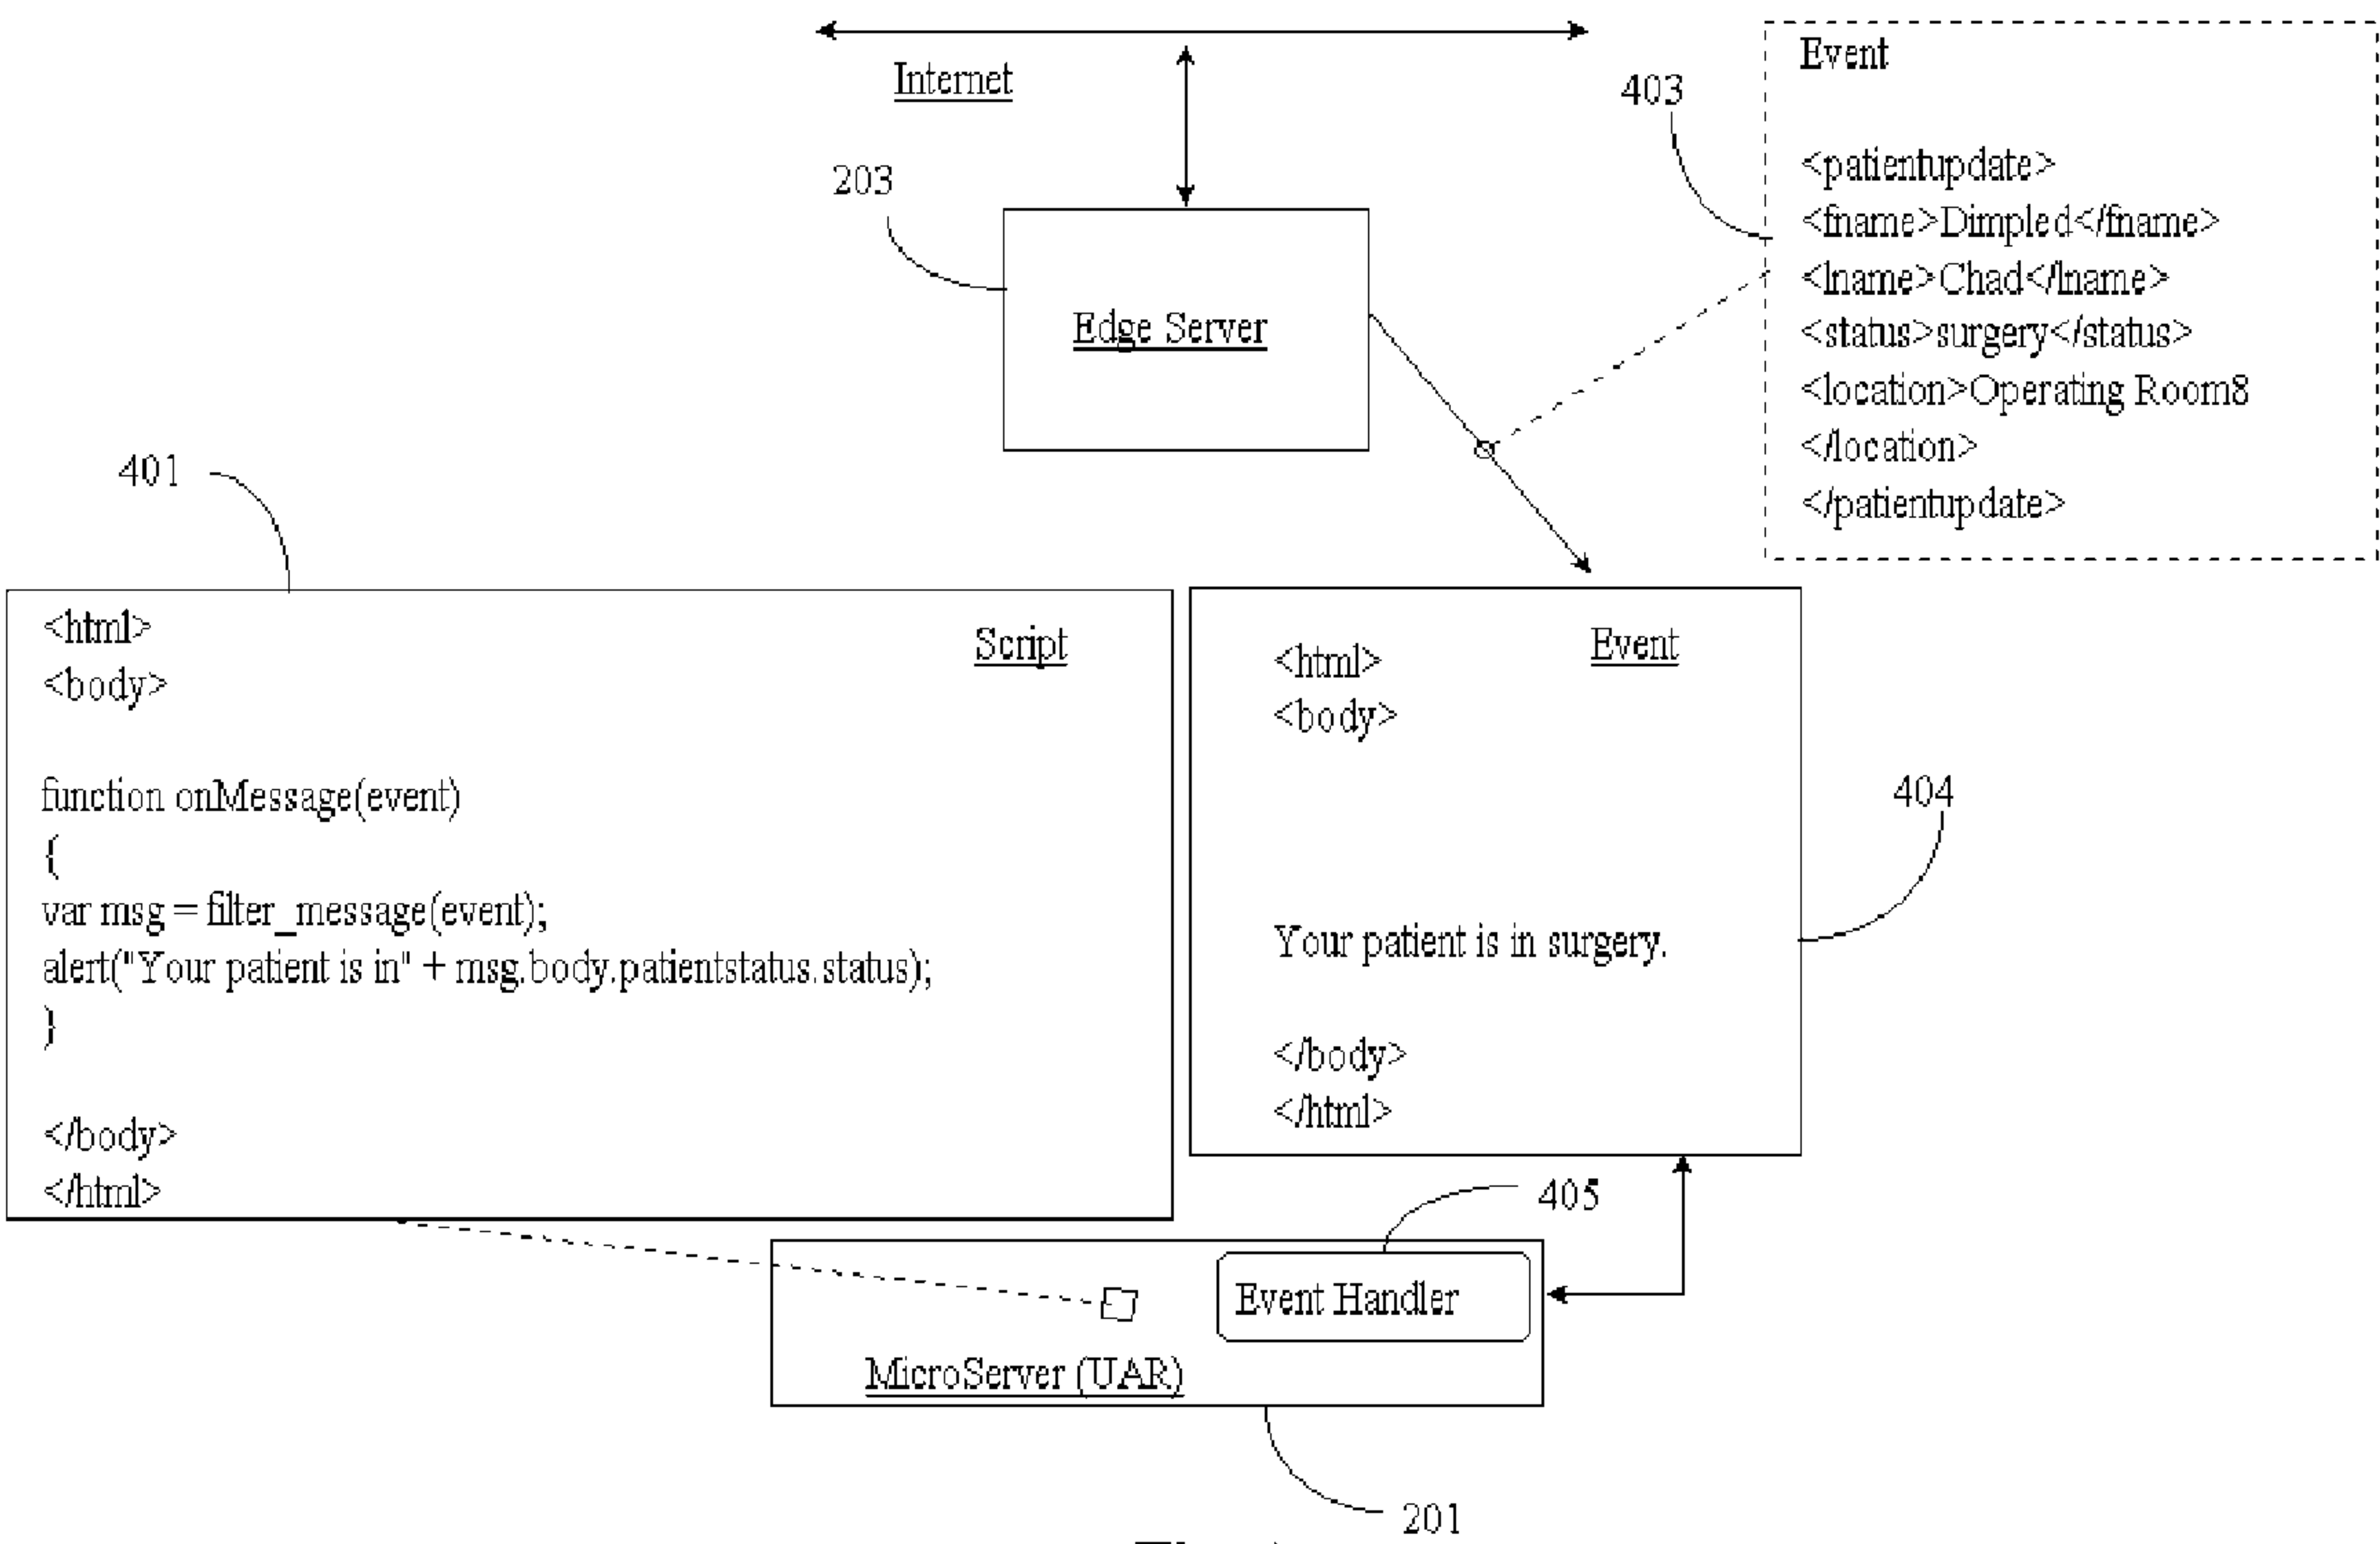 Internet
203
Edge Server
403
Event
<patientupdate>
<fname>Dimpled</fname>
<lname>Chad</lname>
<status>surgery</status>
<location>Operating Room8
</location>
</patientupdate>
401
<html>
Script
<body>
function onMessage(event)
{
var msg = filter_message(event);
alert("Your patient is in" + msg.body.patientstatus.status);
}
</body>
</html>
<html>
Event
<body>
Your patient is in surgery.
</body>
</html>
404
405
Event Handler
MicroServer (UAR)
201